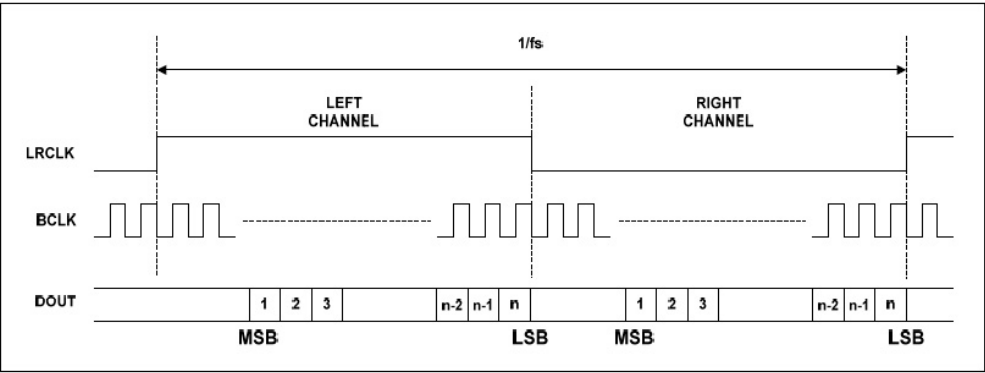 1/fs
LEFT
CHANNEL
RIGHT
CHANNEL
LRCLK
BCLK
DOUT
1 2 3 n-2 n-1 n 1 2 3 n-2 n-1 n
MSB LSB MSB LSB